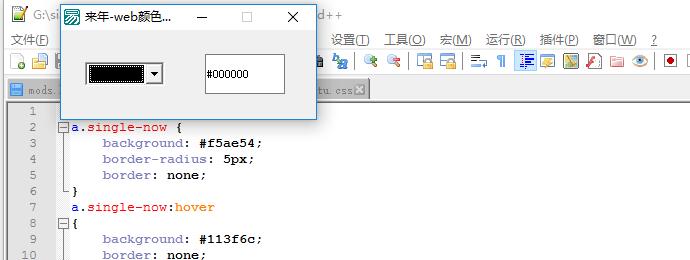 G:\si
来年-web颜色...
d++
文件(F)
设置(T) 工具(O) 宏(M) 运行(R) 插件(P) 窗口(W) ?
#000000
mods.
tu.css
1
2 a.single-now {
3 background: #f5ae54;
4 border-radius: 5px;
5 border: none;
6 }
7 a.single-now:hover
8 {
9 background: #113f6c;
10 border: none;